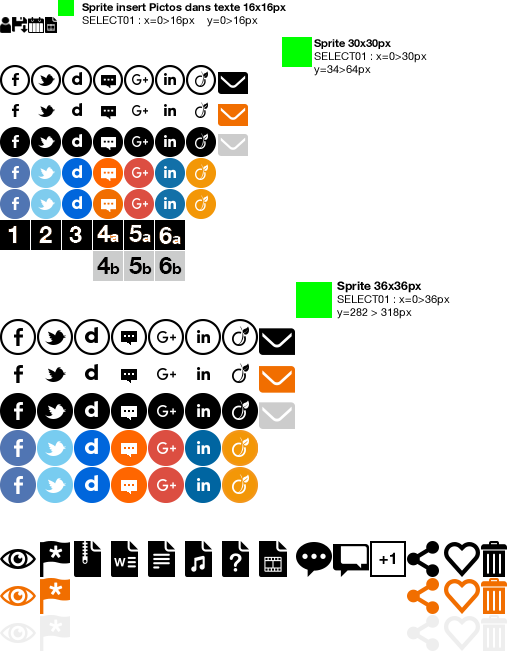 Sprite insert Pictos dans texte 16x16px
SELECT01 : x=0>16px y=0>16px
Sprite 30x30px
SELECT01 : x=0>30px
y=34>64px
f d G+ in
f d G+ in
f d G+ in
f d G+ in
f d G+ in
1 2 3 4a 5a 6a
4b 5b 6b
Sprite 36x36px
SELECT01 : x=0>36px
y=282 > 318px
f d G+ in
f d G+ in
f d G+ in
f d G+ in
f d G+ in
W ? +1